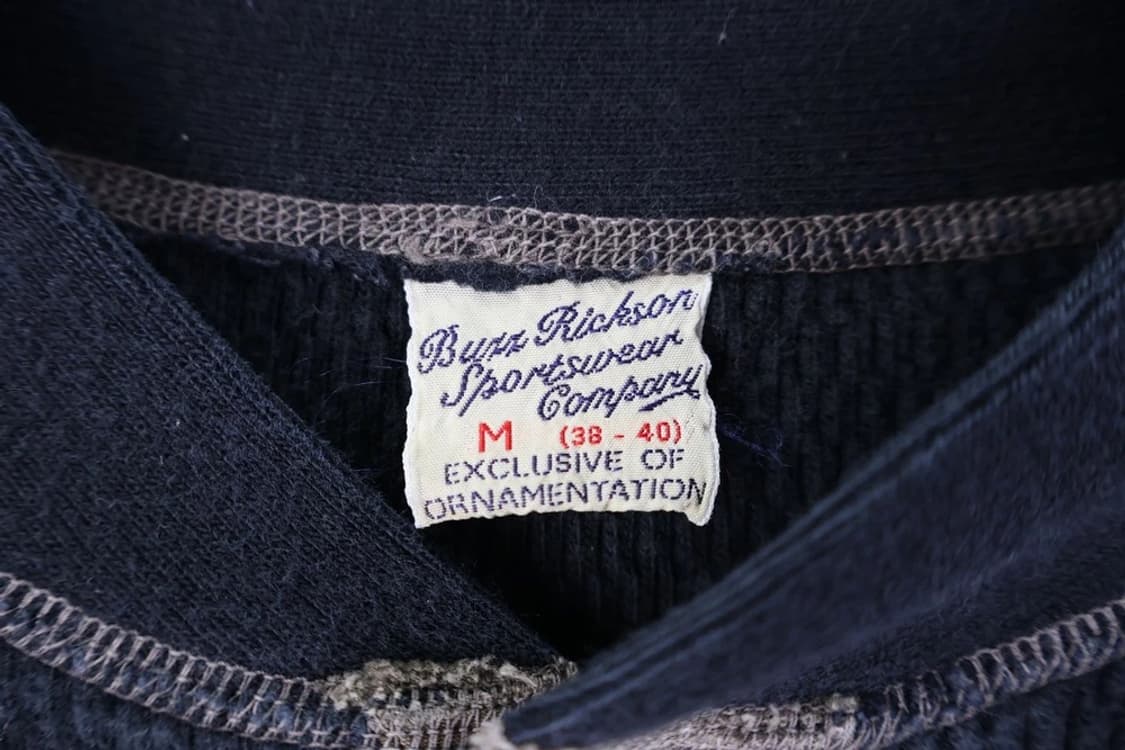 Buzz Rickson
Sportswear
Company
M (38 - 40)
EXCLUSIVE OF
ORNAMENTATION